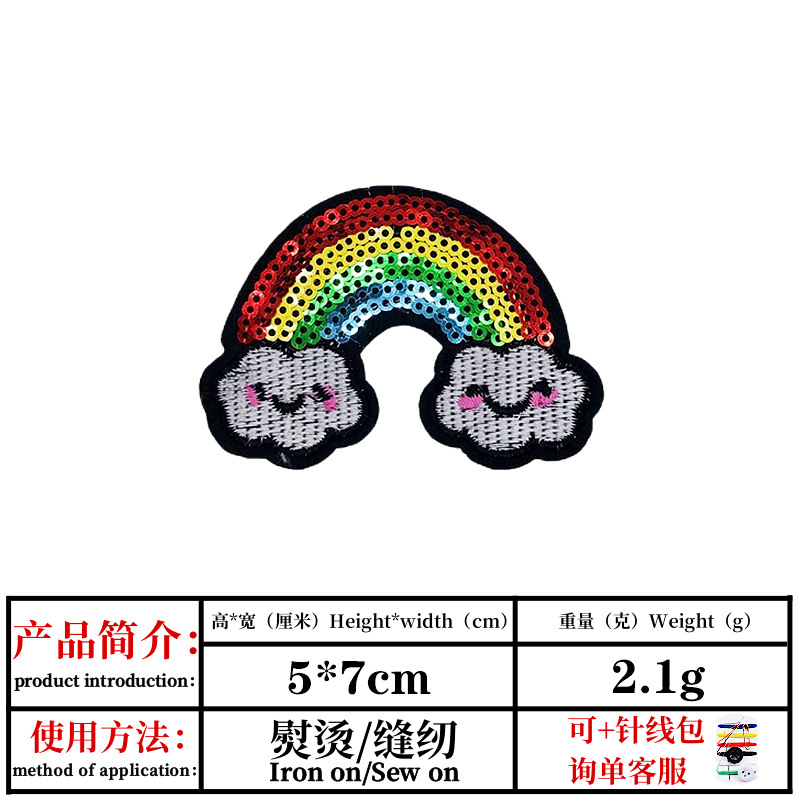 产品简介：
product introduction：
高*宽（厘米）Height*width（cm）
5*7cm
重量（克）Weight（g）
2.1g
使用方法：
method of application：
熨烫/缝纫
Iron on/Sew on
可+针线包
询单客服